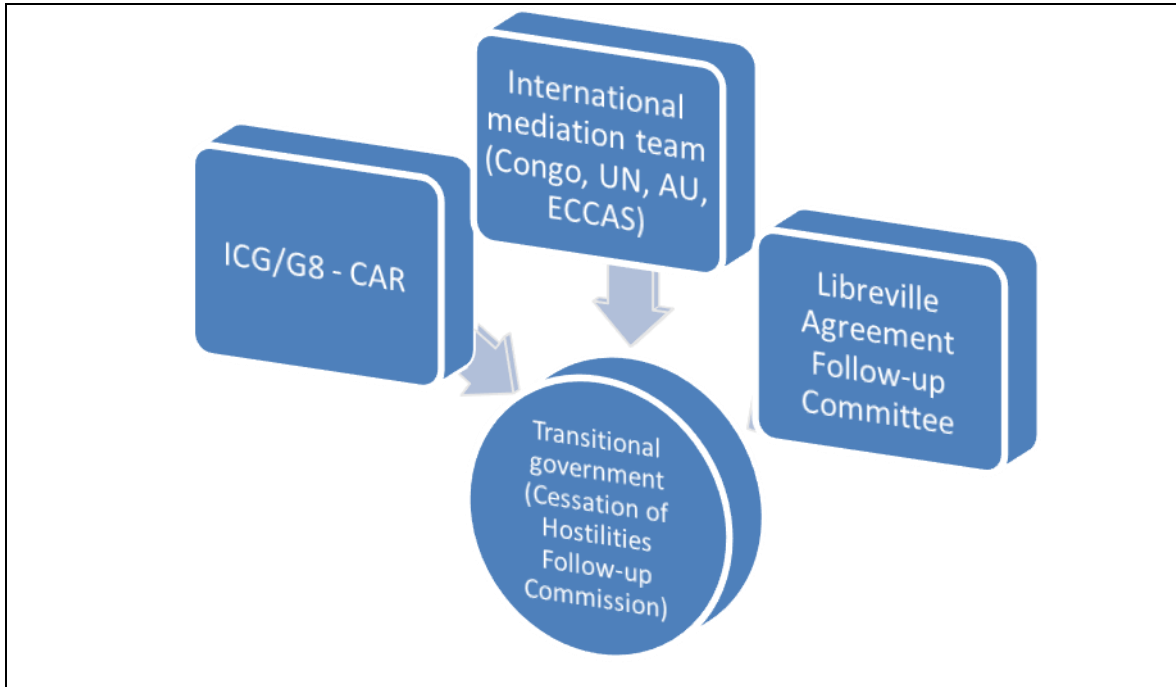 International
mediation team
(Congo, UN, AU,
ECCAS)
ICG/G8 - CAR
Libreville
Agreement
Follow-up
Committee
Transitional
government
(Cessation of
Hostilities
Follow-up
Commission)